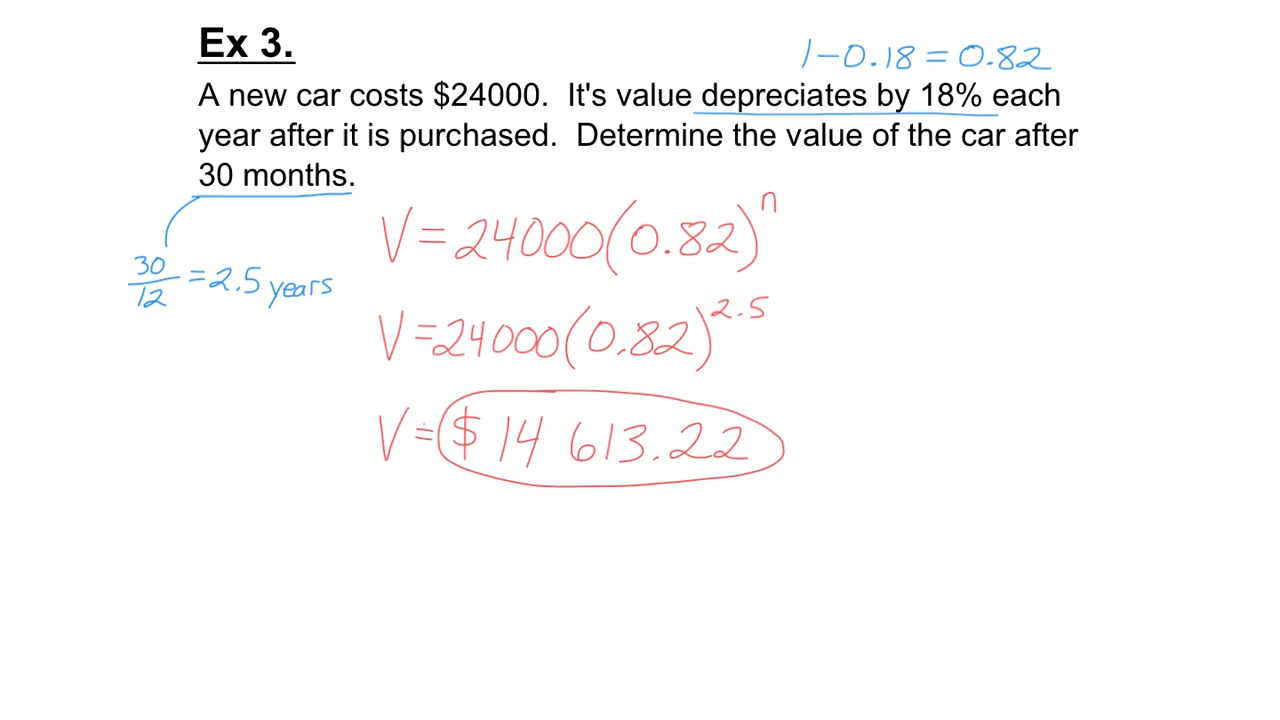 Ex 3.
1-0.18 = 0.82
A new car costs $24000. It's value depreciates by 18% each
year after it is purchased. Determine the value of the car after
30 months.
V = 24000(0.82)^n
30/12 = 2.5 years
V = 24000(0.82)^2.5
V = $ 14 613.22